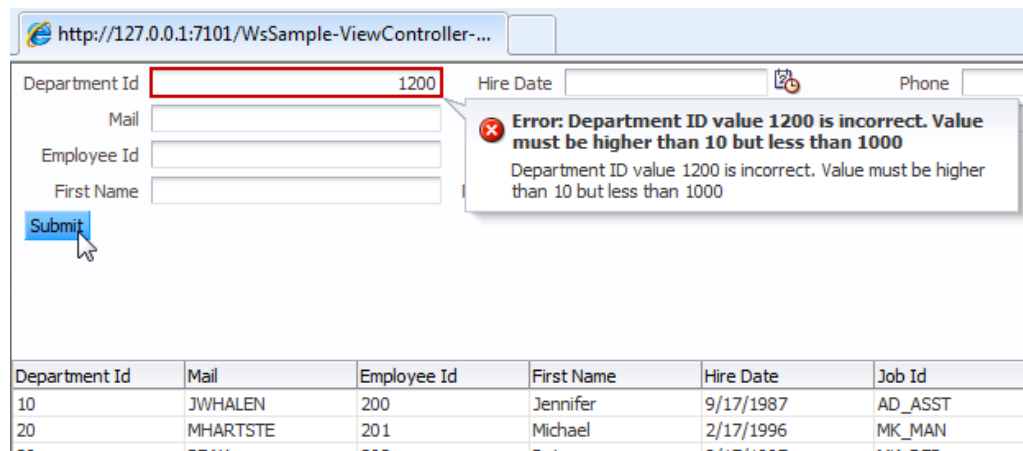 http://127.0.0.1:7101/WsSample-ViewController-...
Department Id 1200 Hire Date Phone
Mail
Employee Id
First Name
Error: Department ID value 1200 is incorrect. Value
must be higher than 10 but less than 1000
Department ID value 1200 is incorrect. Value must be higher
than 10 but less than 1000
Submit
Department Id Mail Employee Id First Name Hire Date Job Id
10 JWHALEN 200 Jennifer 9/17/1987 AD_ASST
20 MHARTSTE 201 Michael 2/17/1996 MK_MAN